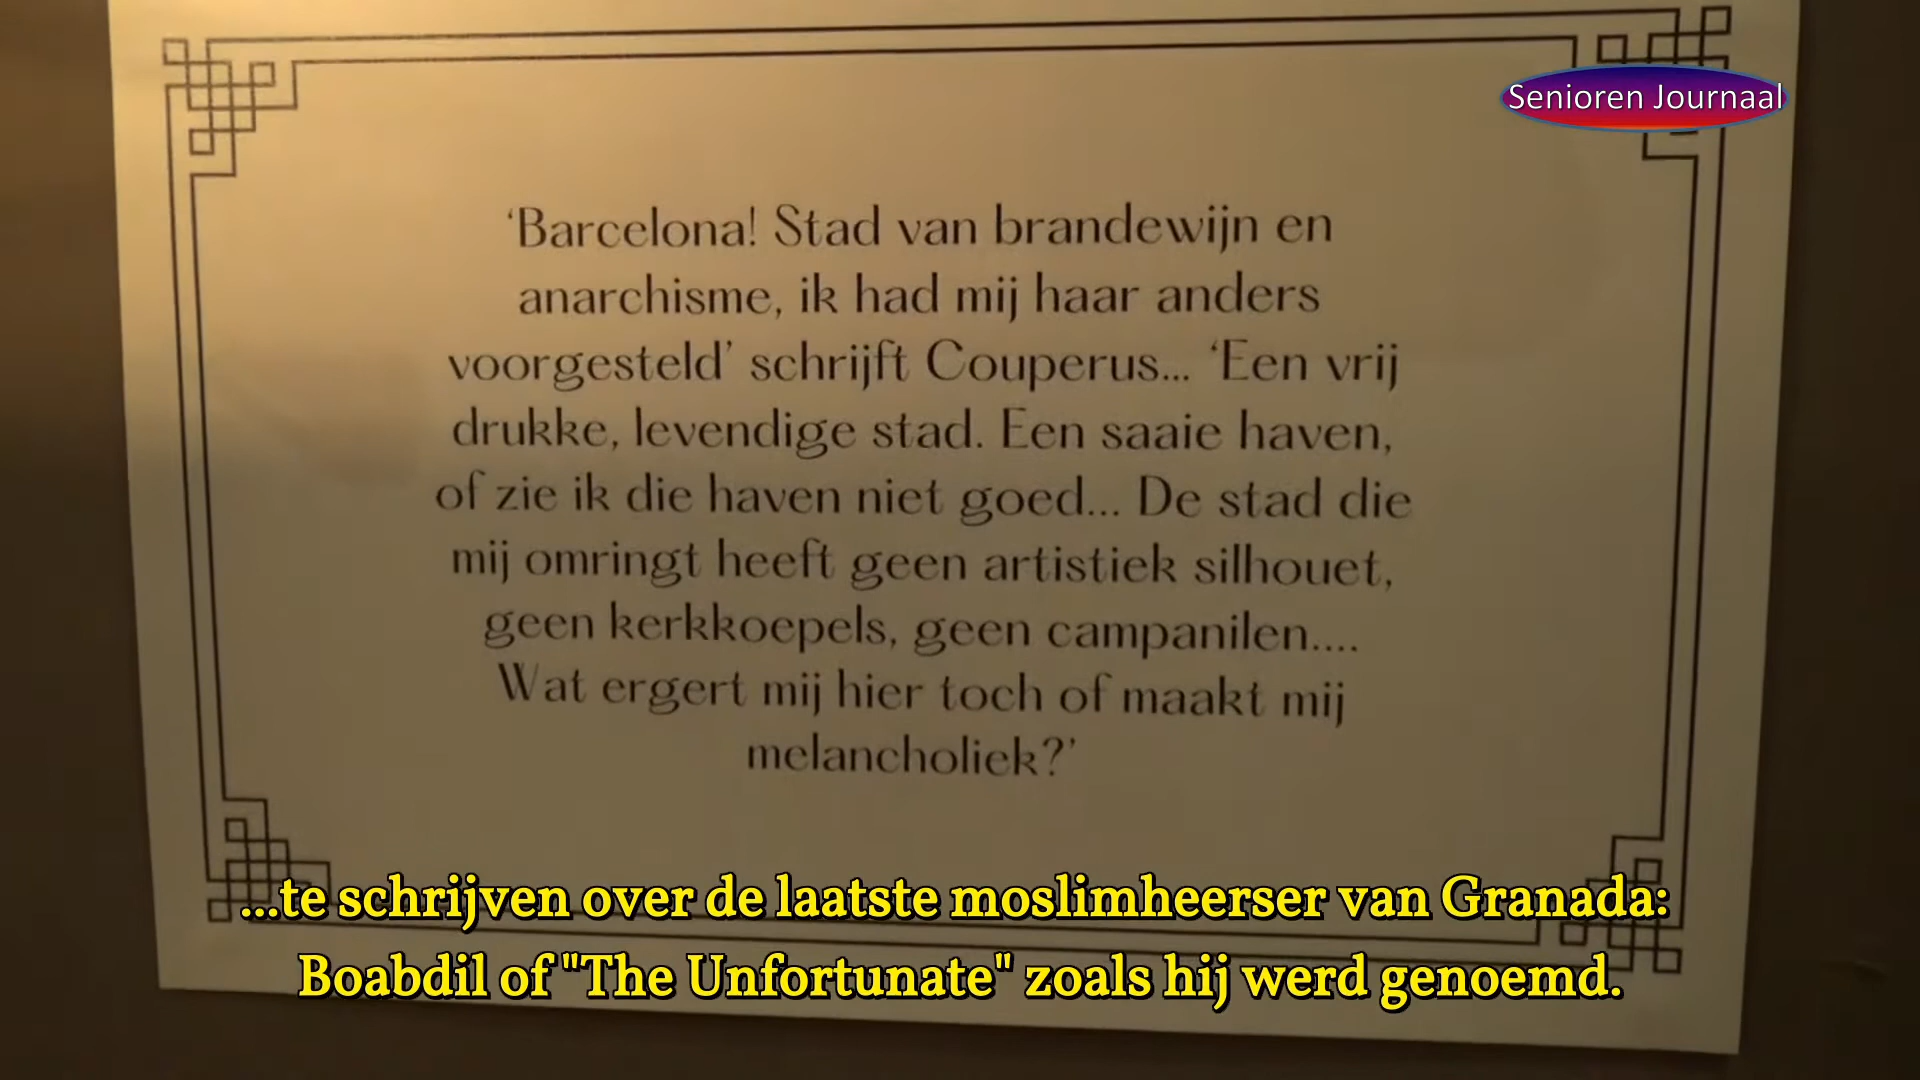 Senioren Journaal
‘Barcelona! Stad van brandewijn en
anarchisme, ik had mij haar anders
voorgesteld’ schrijft Couperus... ‘Een vrij
drukke, levendige stad. Een saaie haven,
of zie ik die haven niet goed... De stad die
mij omringt heeft geen artistiek silhouet,
geen kerkkoepels, geen campanilen....
Wat ergert mij hier toch of maakt mij
melancholiek?’
...te schrijven over de laatste moslimheerser van Granada:
Boabdil of "The Unfortunate" zoals hij werd genoemd.